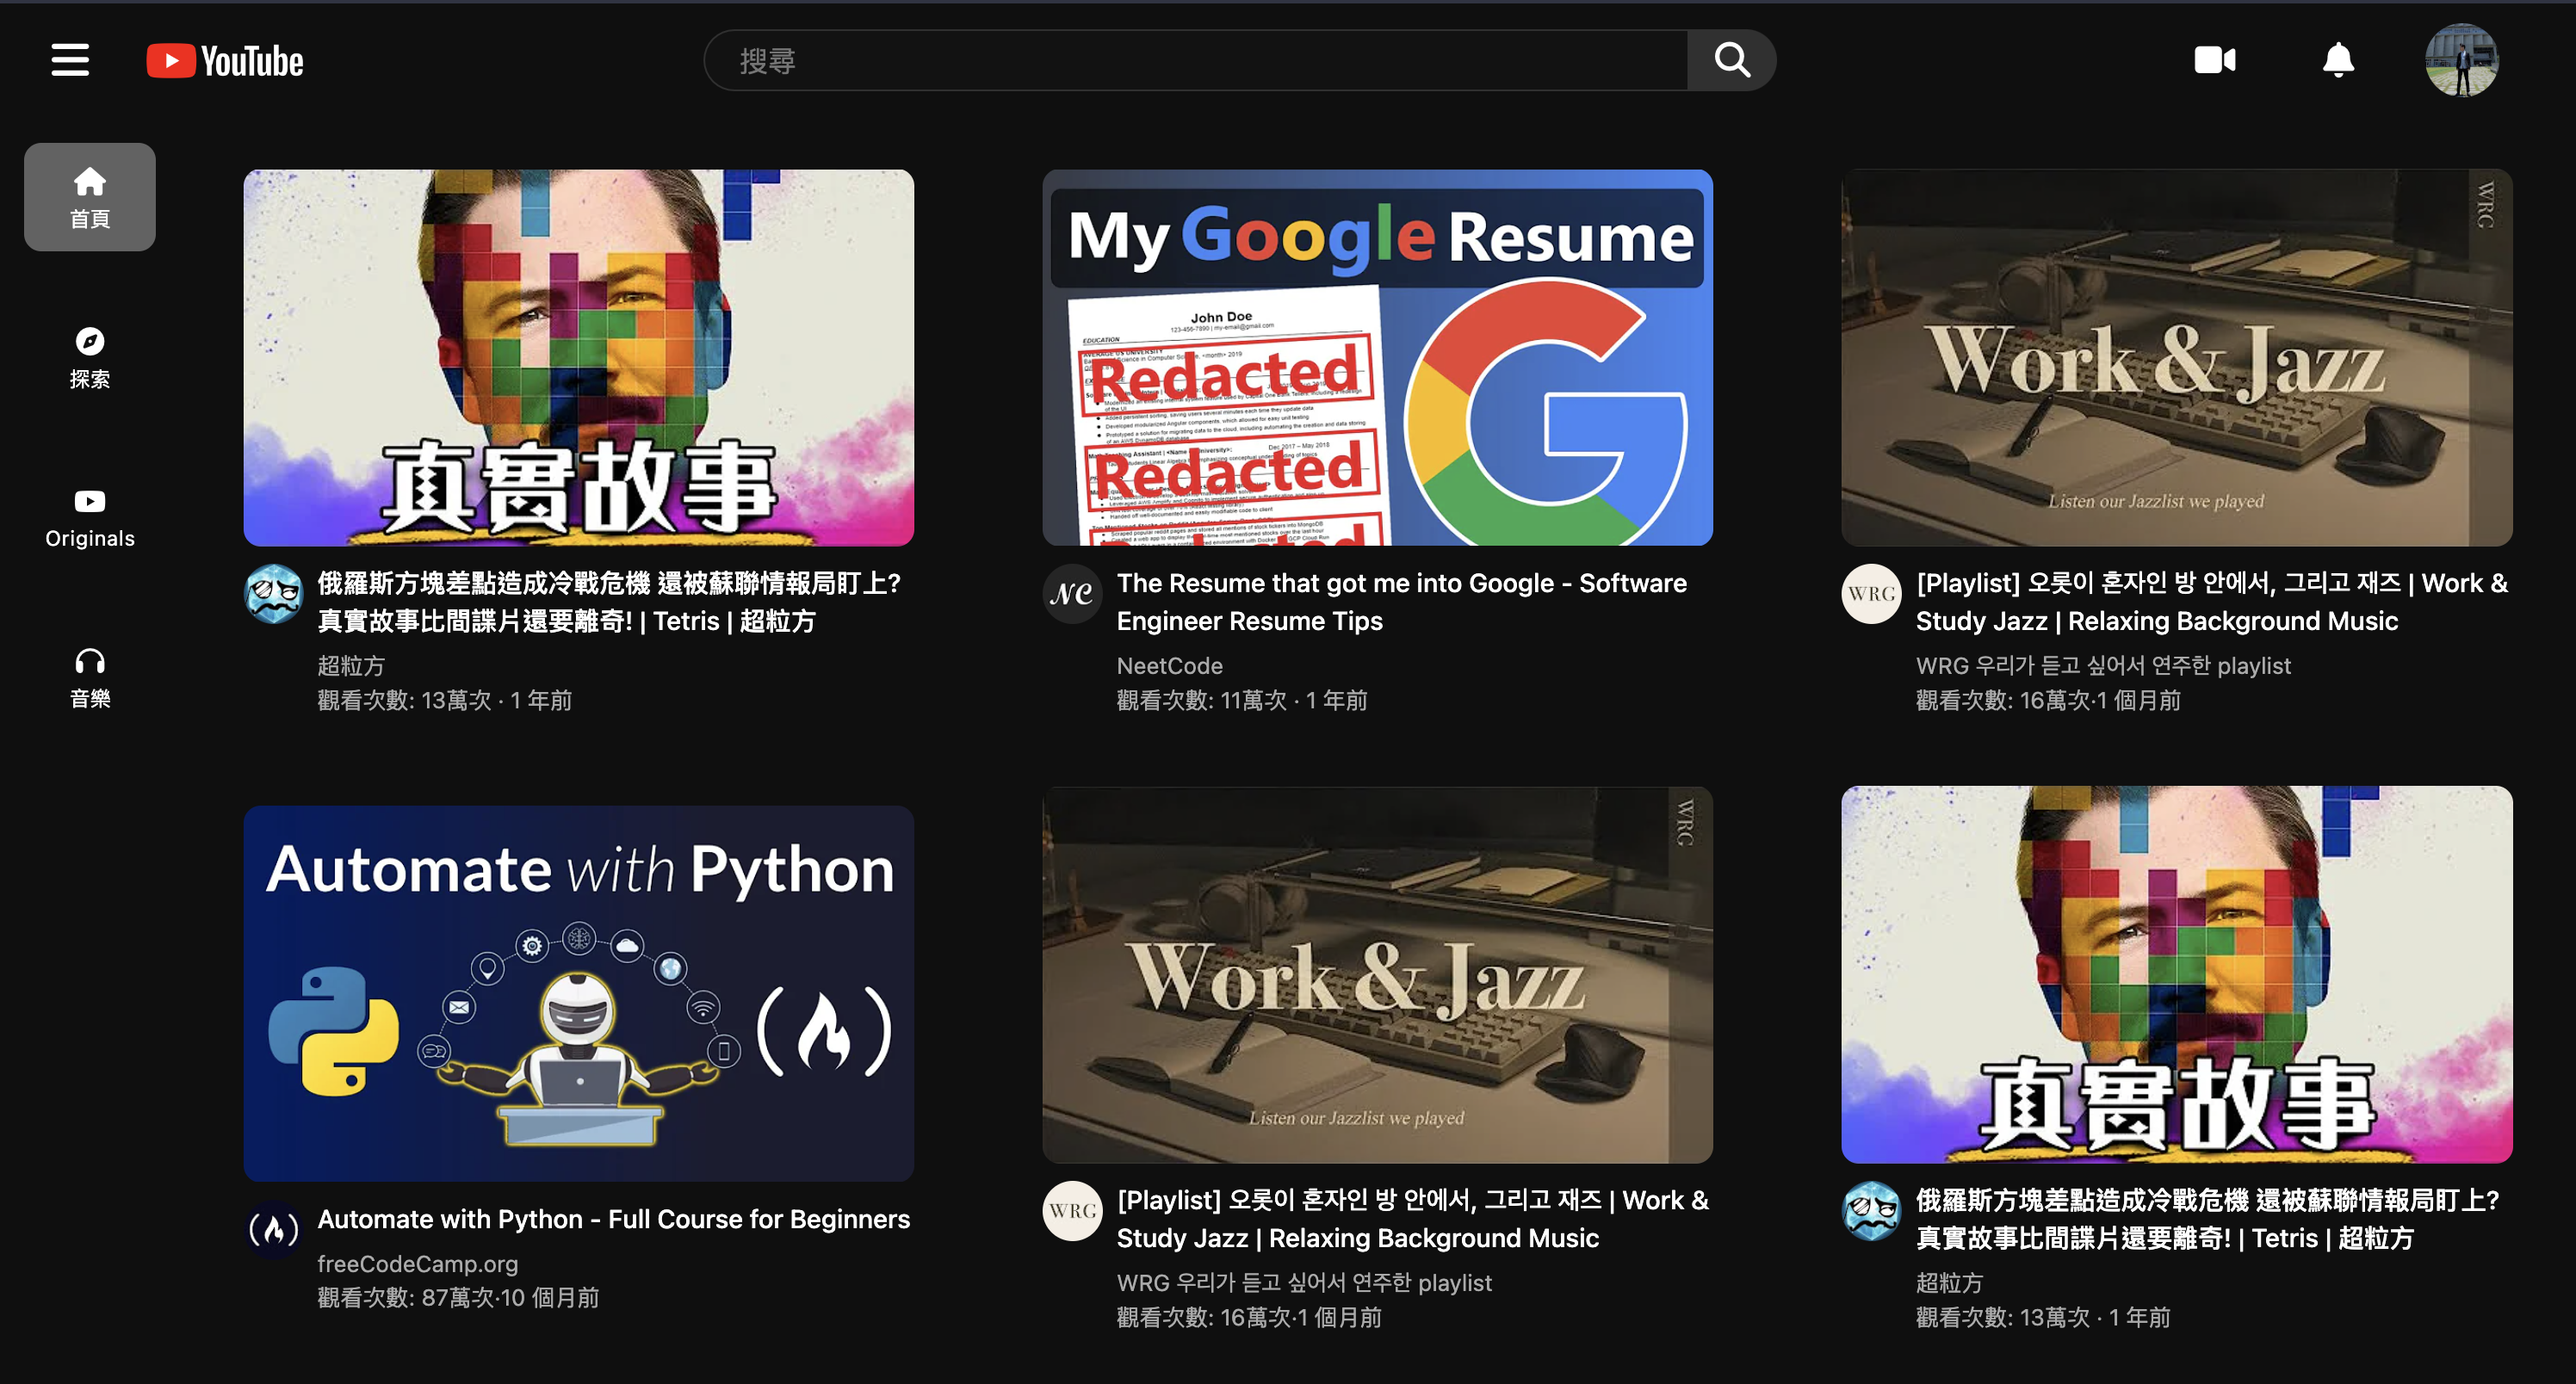 YouTube
搜尋
首頁
探索
Originals
音樂
真實故事
俄羅斯方塊差點造成冷戰危機 還被蘇聯情報局盯上?
真實故事比間諜片還要離奇! | Tetris | 超粒方
超粒方
觀看次數: 13萬次 · 1 年前
My Google Resume
John Doe
123-456-7890 | my-email@gmail.com
EDUCATION
Redacted
Redacted
NC
The Resume that got me into Google - Software
Engineer Resume Tips
NeetCode
觀看次數: 11萬次 · 1 年前
WRG
Work & Jazz
Listen our Jazzlist we played
WRG
[Playlist] 오롯이 혼자인 방 안에서, 그리고 재즈 | Work &
Study Jazz | Relaxing Background Music
WRG 우리가 듣고 싶어서 연주한 playlist
觀看次數: 16萬次·1 個月前
Automate with Python
Automate with Python - Full Course for Beginners
freeCodeCamp.org
觀看次數: 87萬次·10 個月前
WRG
Work & Jazz
Listen our Jazzlist we played
WRG
[Playlist] 오롯이 혼자인 방 안에서, 그리고 재즈 | Work &
Study Jazz | Relaxing Background Music
WRG 우리가 듣고 싶어서 연주한 playlist
觀看次數: 16萬次·1 個月前
真實故事
俄羅斯方塊差點造成冷戰危機 還被蘇聯情報局盯上?
真實故事比間諜片還要離奇! | Tetris | 超粒方
超粒方
觀看次數: 13萬次 · 1 年前